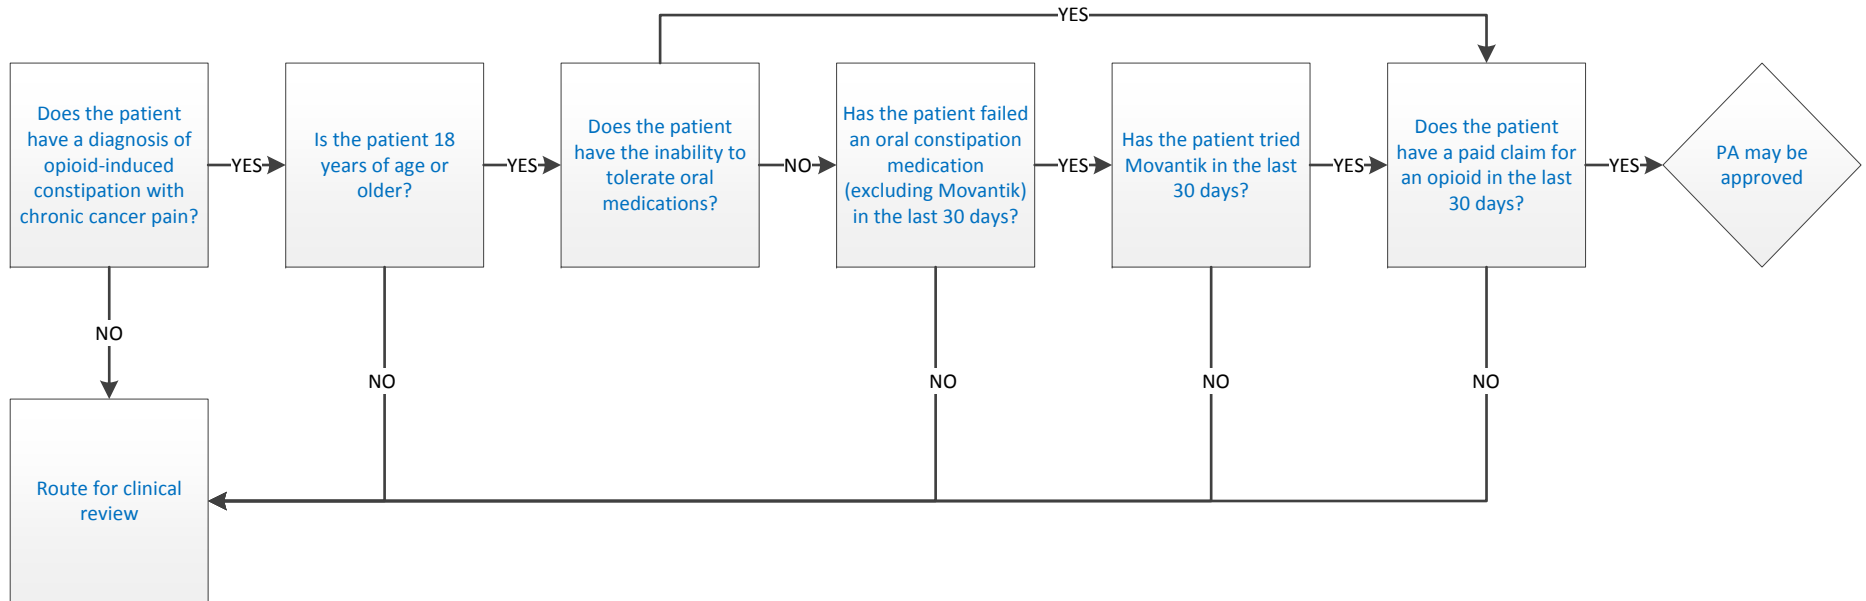 YES
Does the patient
have a diagnosis of
opioid-induced
constipation with
chronic cancer pain?
YES
Is the patient 18
years of age or
older?
YES
Does the patient
have the inability to
tolerate oral
medications?
NO
Has the patient failed
an oral constipation
medication
(excluding Movantik)
in the last 30 days?
YES
Has the patient tried
Movantik in the last
30 days?
YES
Does the patient
have a paid claim for
an opioid in the last
30 days?
YES
PA may be
approved
NO
NO
NO
NO
NO
Route for clinical
review